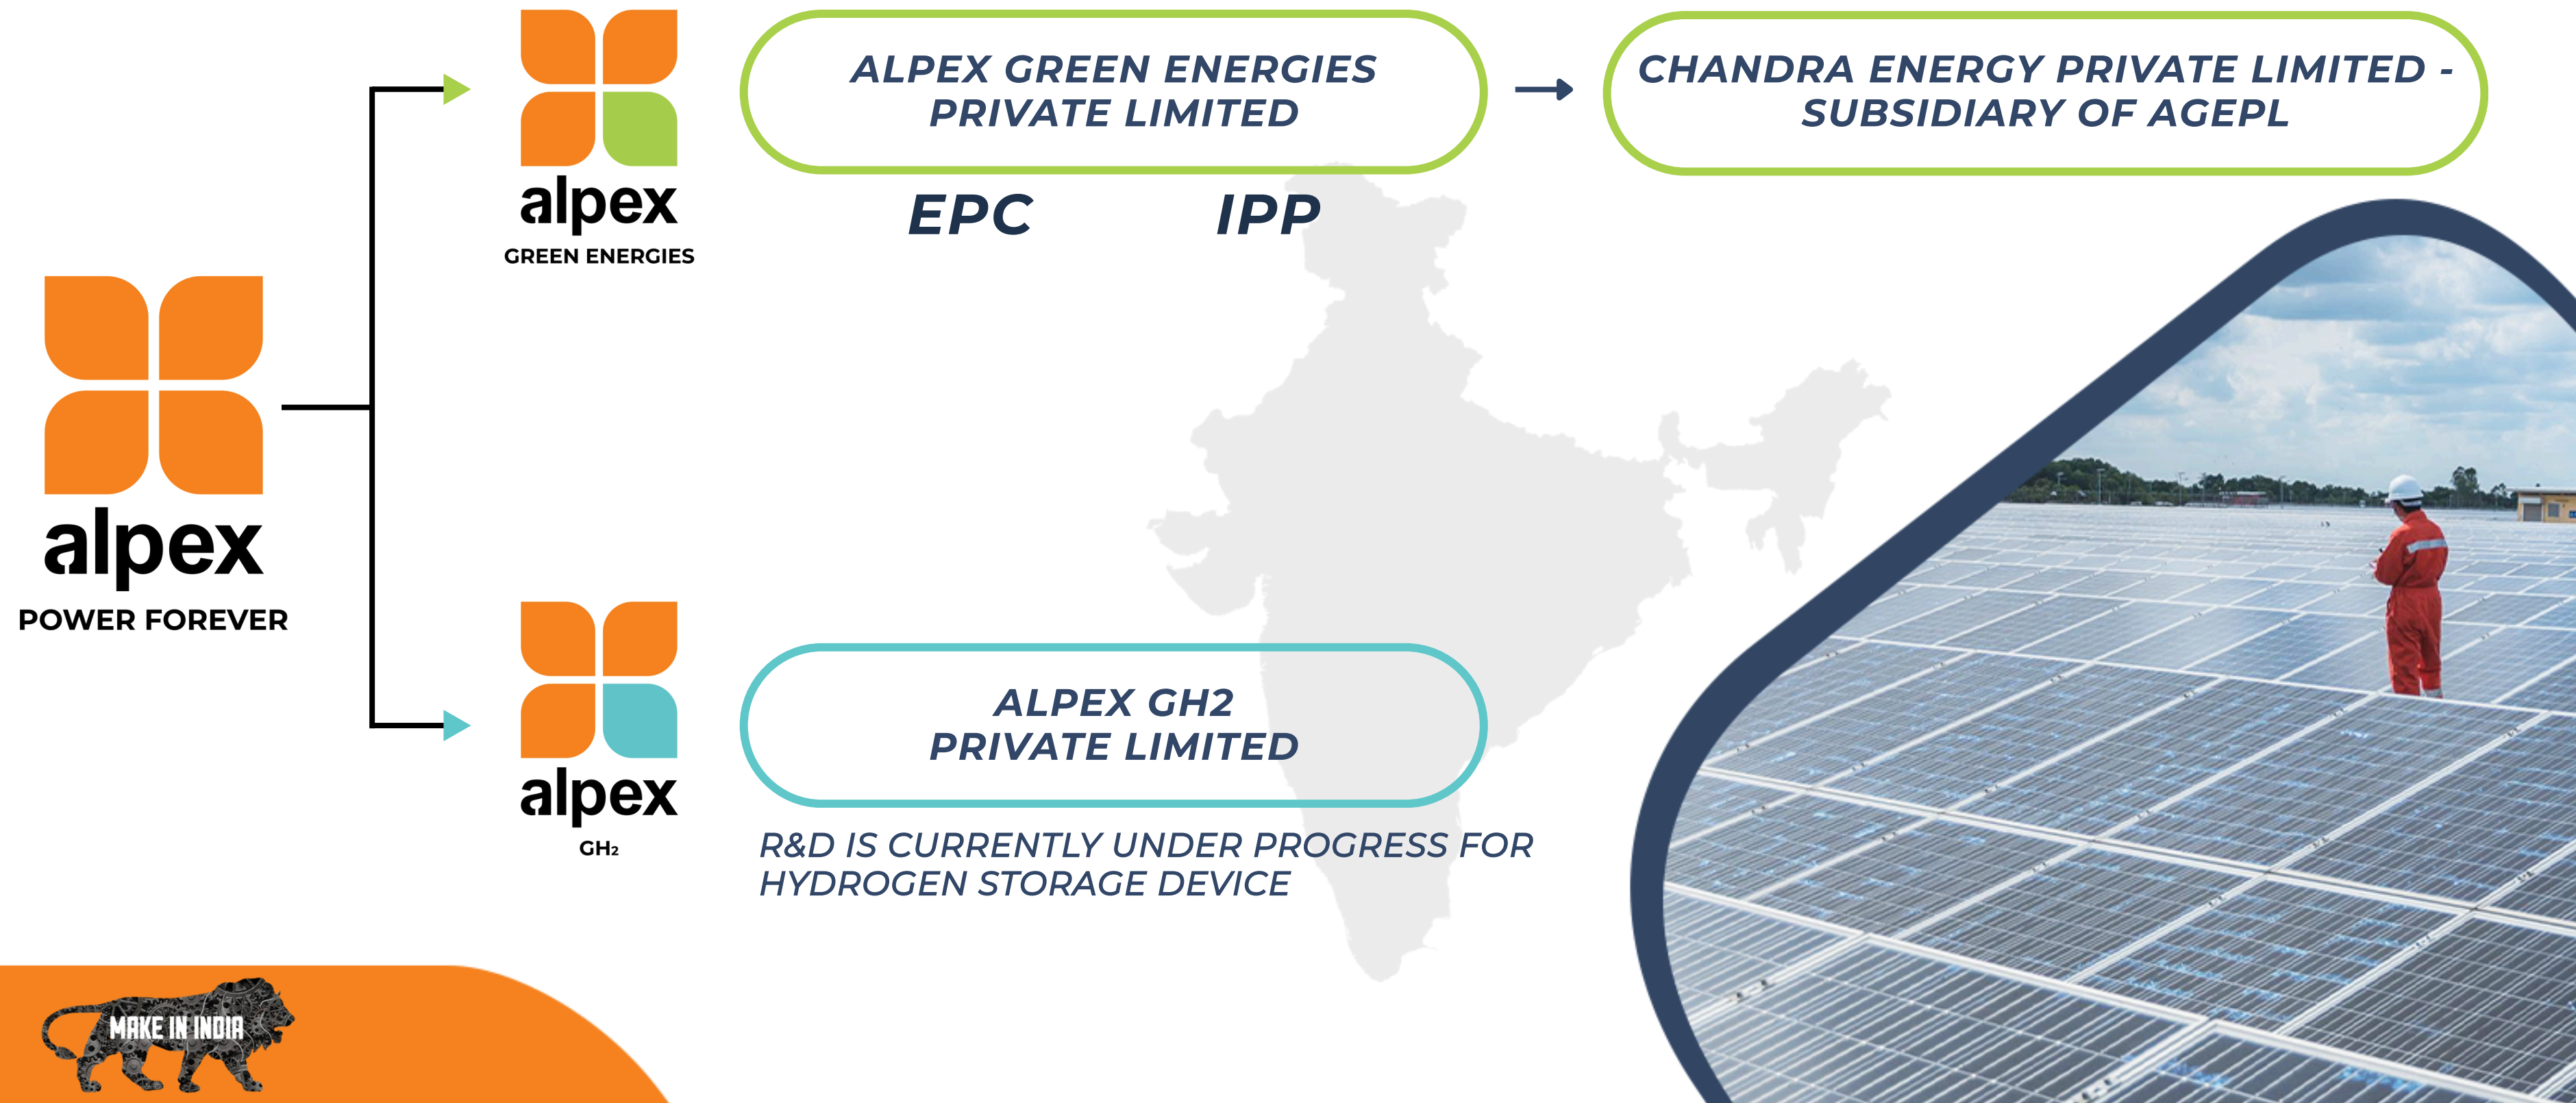 ALPEX GREEN ENERGIES
PRIVATE LIMITED
CHANDRA ENERGY PRIVATE LIMITED -
SUBSIDIARY OF AGEPL
alpex
GREEN ENERGIES
EPC
IPP
alpex
POWER FOREVER
ALPEX GH2
PRIVATE LIMITED
alpex
GH₂
R&D IS CURRENTLY UNDER PROGRESS FOR
HYDROGEN STORAGE DEVICE
MAKE IN INDIA